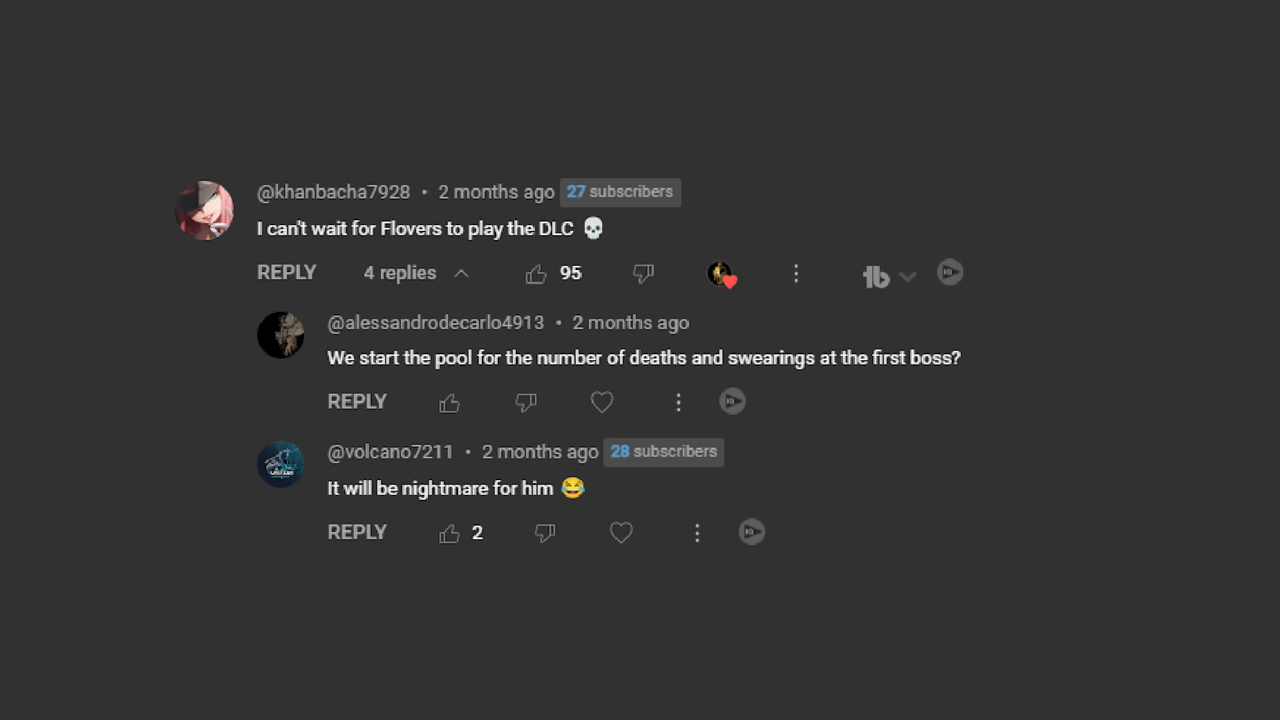 @khanbacha7928 • 2 months ago 27 subscribers
I can't wait for Flovers to play the DLC 💀
REPLY 4 replies 95
@alessandrodecarlo4913 • 2 months ago
We start the pool for the number of deaths and swearings at the first boss?
REPLY
@volcano7211 • 2 months ago 28 subscribers
It will be nightmare for him 😂
REPLY 2